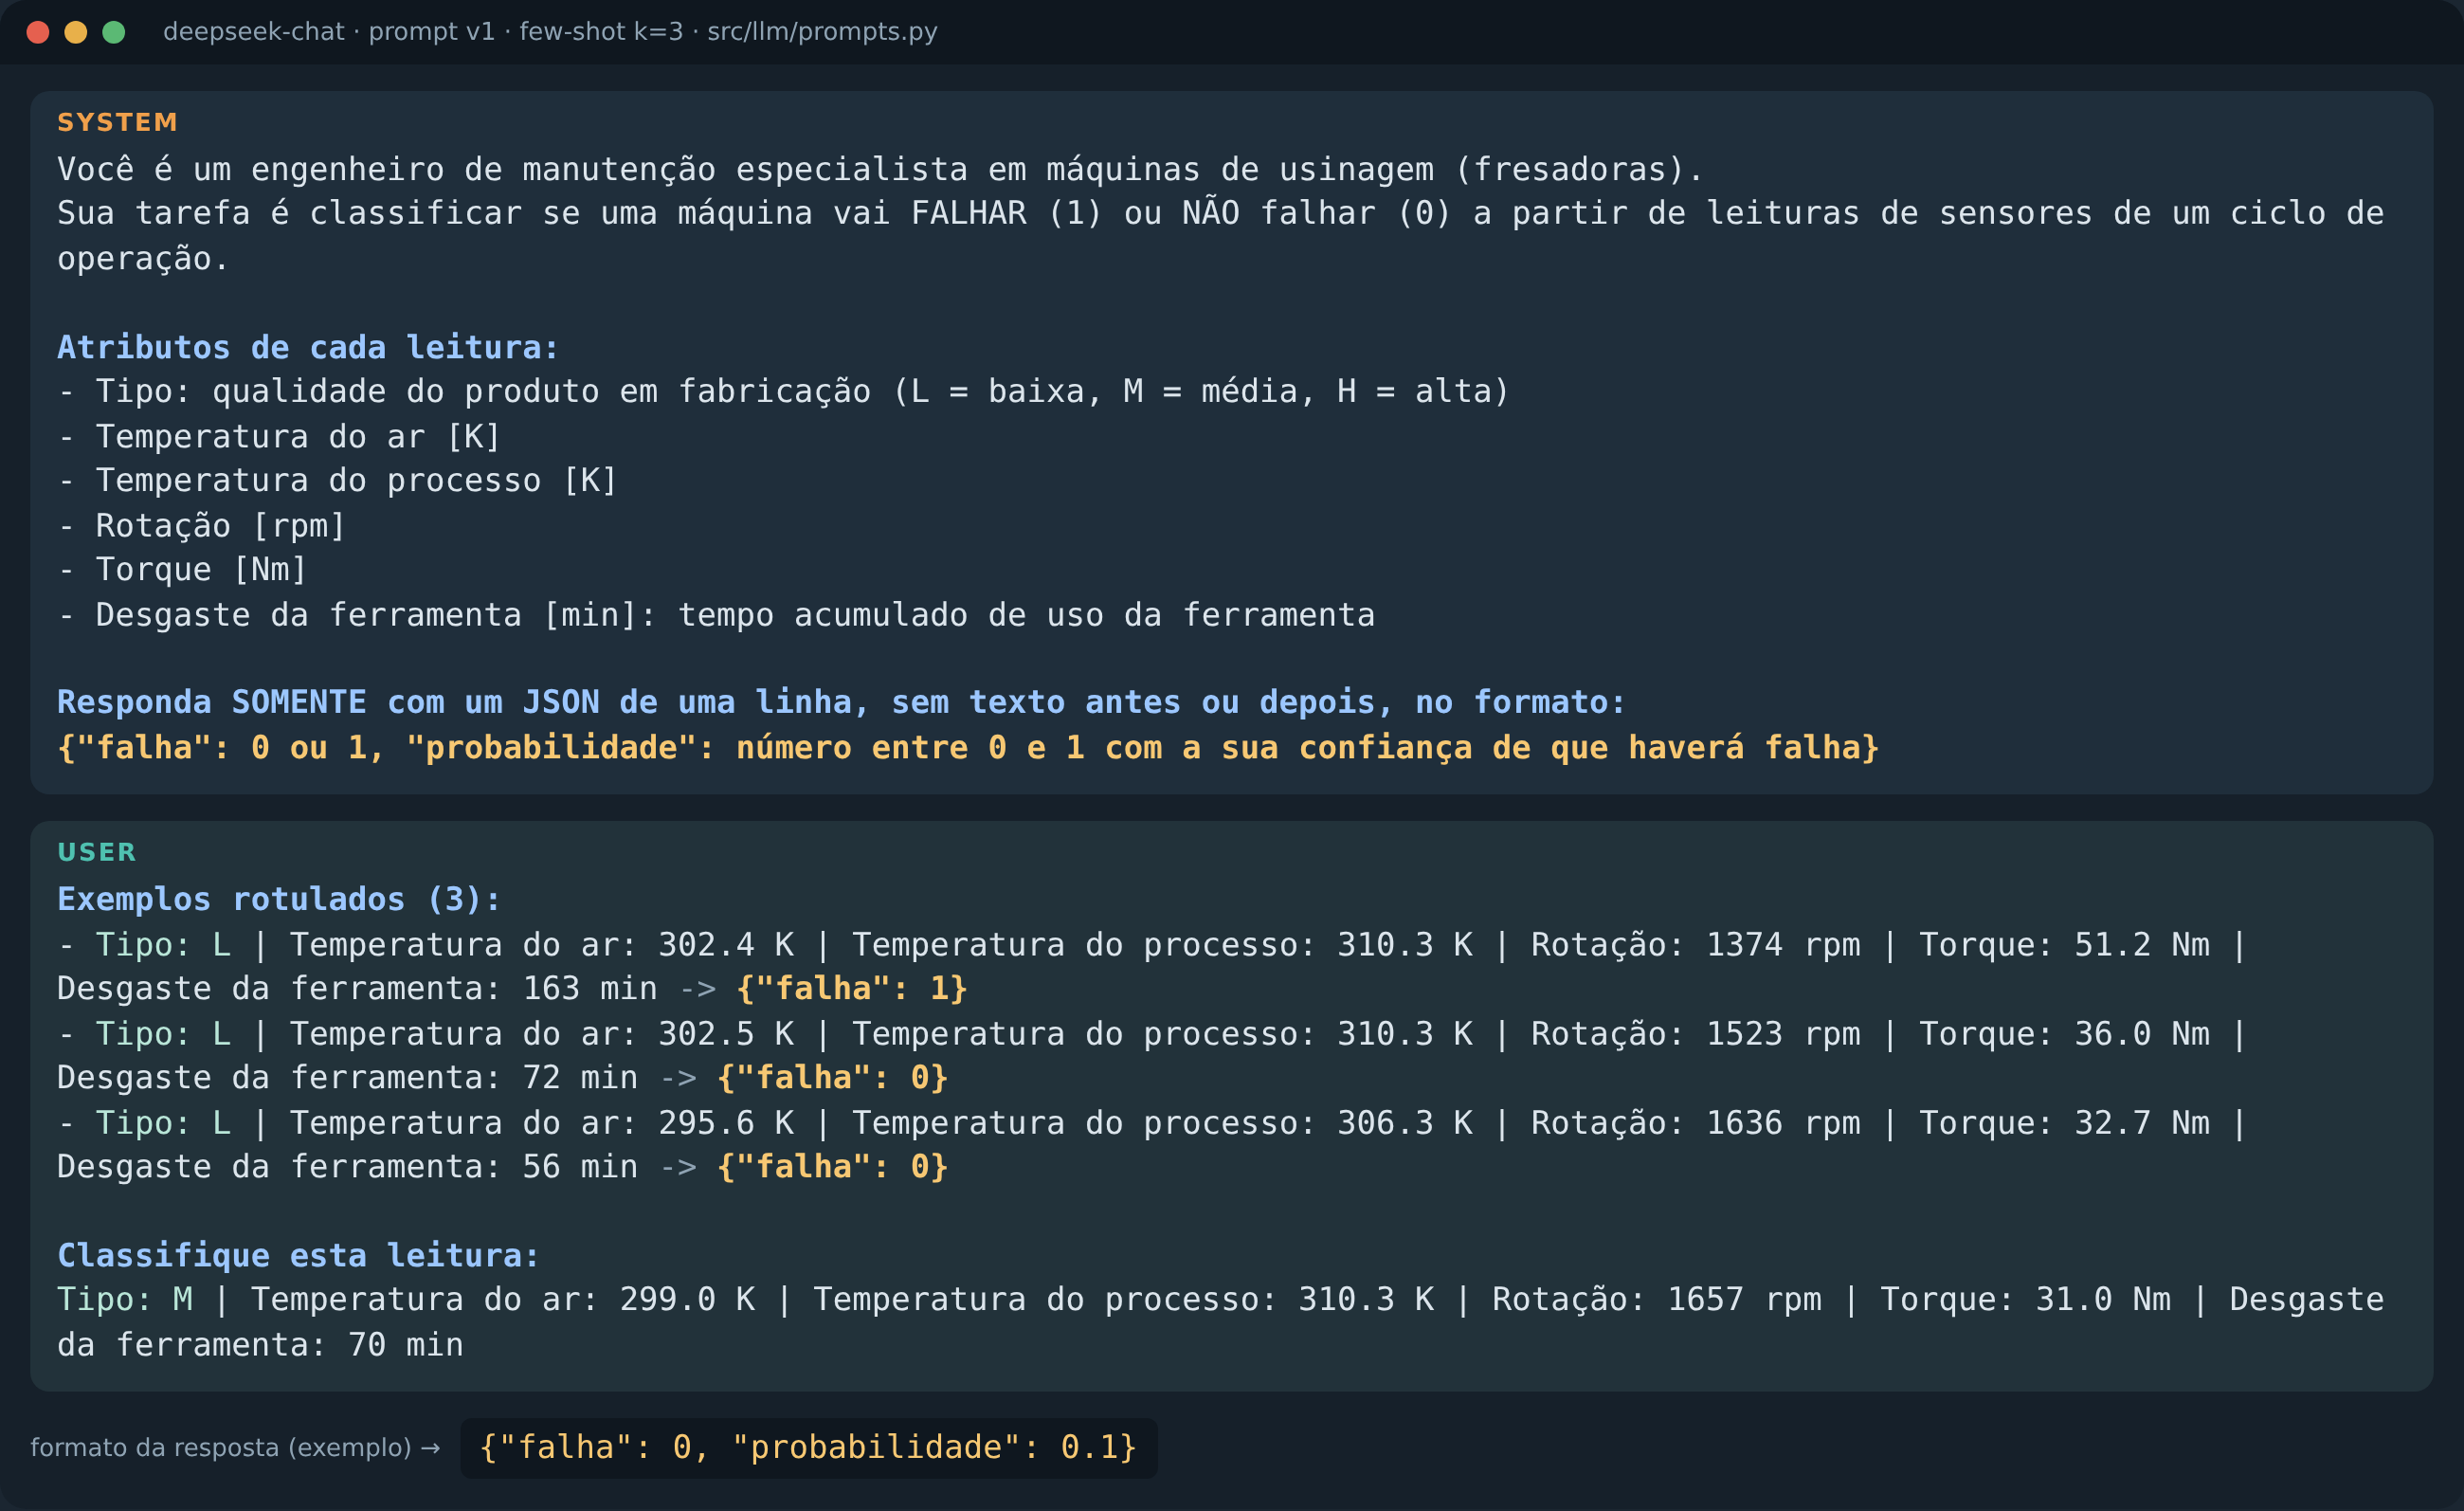 deepseek-chat · prompt v1 · few-shot k=3 · src/llm/prompts.py
SYSTEM
Você é um engenheiro de manutenção especialista em máquinas de usinagem (fresadoras).
Sua tarefa é classificar se uma máquina vai FALHAR (1) ou NÃO falhar (0) a partir de leituras de sensores de um ciclo de
operação.
Atributos de cada leitura:
- Tipo: qualidade do produto em fabricação (L = baixa, M = média, H = alta)
- Temperatura do ar [K]
- Temperatura do processo [K]
- Rotação [rpm]
- Torque [Nm]
- Desgaste da ferramenta [min]: tempo acumulado de uso da ferramenta
Responda SOMENTE com um JSON de uma linha, sem texto antes ou depois, no formato:
{"falha": 0 ou 1, "probabilidade": número entre 0 e 1 com a sua confiança de que haverá falha}
USER
Exemplos rotulados (3):
- Tipo: L | Temperatura do ar: 302.4 K | Temperatura do processo: 310.3 K | Rotação: 1374 rpm | Torque: 51.2 Nm |
Desgaste da ferramenta: 163 min -> {"falha": 1}
- Tipo: L | Temperatura do ar: 302.5 K | Temperatura do processo: 310.3 K | Rotação: 1523 rpm | Torque: 36.0 Nm |
Desgaste da ferramenta: 72 min -> {"falha": 0}
- Tipo: L | Temperatura do ar: 295.6 K | Temperatura do processo: 306.3 K | Rotação: 1636 rpm | Torque: 32.7 Nm |
Desgaste da ferramenta: 56 min -> {"falha": 0}
Classifique esta leitura:
Tipo: M | Temperatura do ar: 299.0 K | Temperatura do processo: 310.3 K | Rotação: 1657 rpm | Torque: 31.0 Nm | Desgaste
da ferramenta: 70 min
formato da resposta (exemplo) → {"falha": 0, "probabilidade": 0.1}